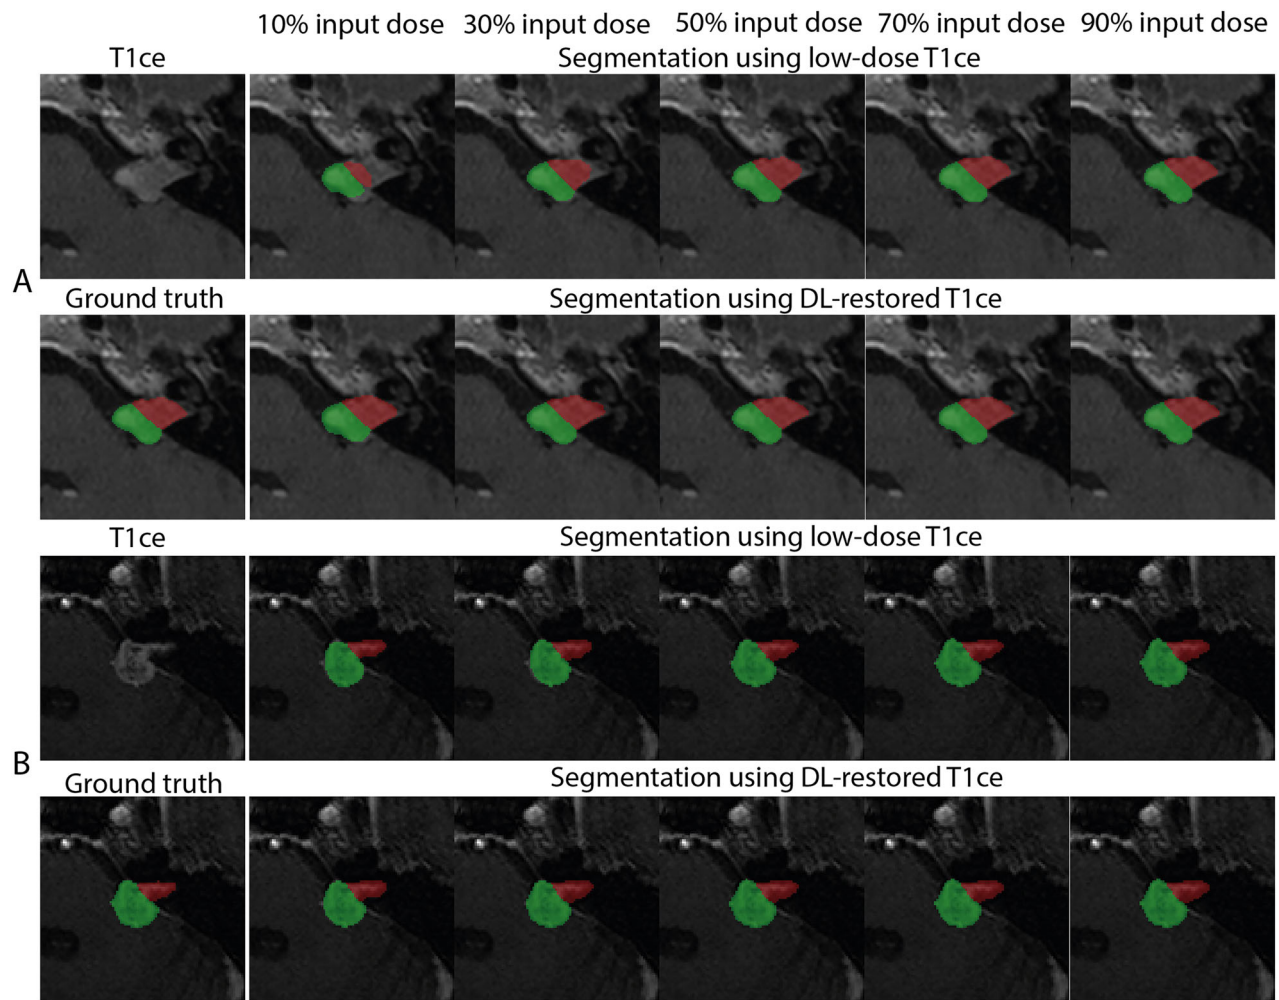 10% input dose 30% input dose 50% input dose 70% input dose 90% input dose
T1ce Segmentation using low-dose T1ce
A
Ground truth Segmentation using DL-restored T1ce
T1ce Segmentation using low-dose T1ce
B
Ground truth Segmentation using DL-restored T1ce